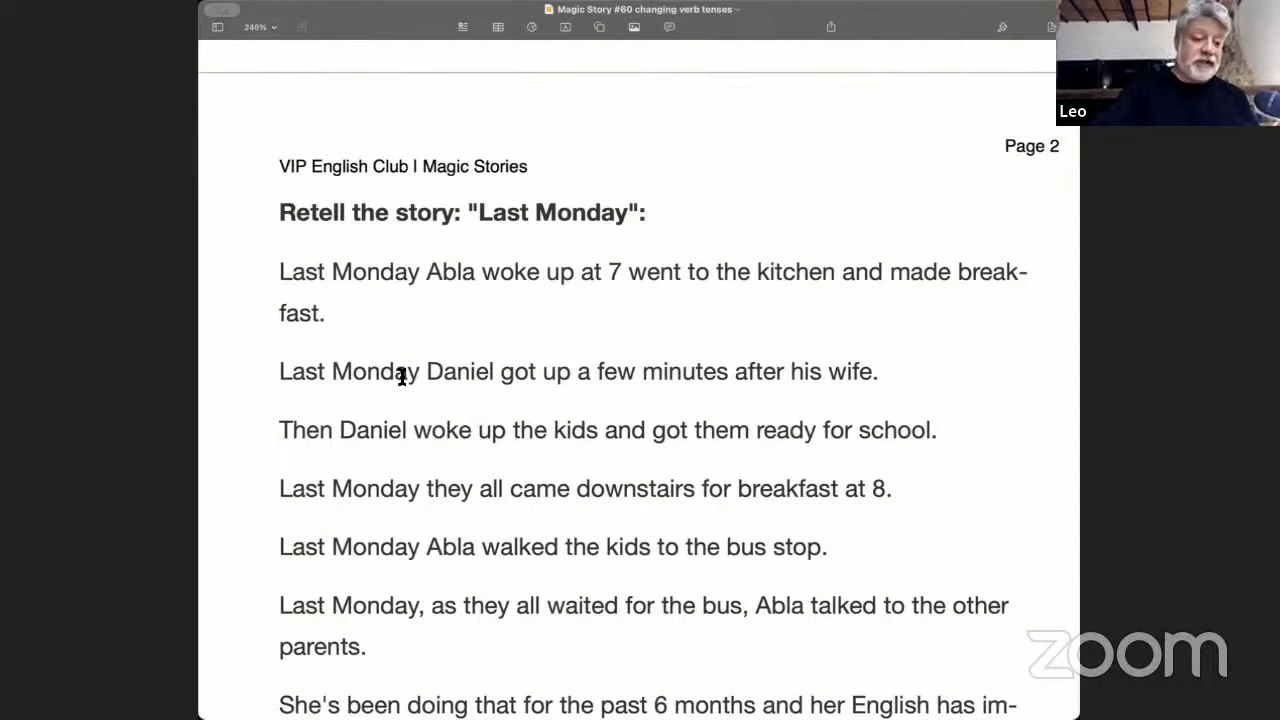 Magic Story #60 changing verb tenses
246%
Leo
Page 2
VIP English Club I Magic Stories
Retell the story: "Last Monday":
Last Monday Abla woke up at 7 went to the kitchen and made break-
fast.
Last Monday Daniel got up a few minutes after his wife.
Then Daniel woke up the kids and got them ready for school.
Last Monday they all came downstairs for breakfast at 8.
Last Monday Abla walked the kids to the bus stop.
Last Monday, as they all waited for the bus, Abla talked to the other
parents.
She's been doing that for the past 6 months and her English has im-
zoom